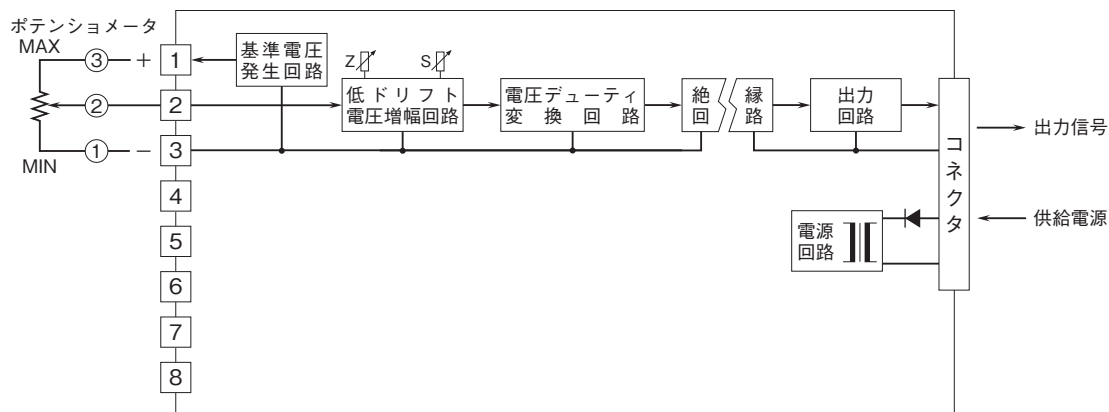 ポテンショメータ
MAX
③
+
1
基準電圧
発生回路
Z
S
②
2
低ドリフト
電圧増幅回路
電圧デューティ
変換回路
絶
回
縁
路
出力
回路
①
−
3
MIN
コネクタ
出力信号
供給電源
電源
回路
4
5
6
7
8